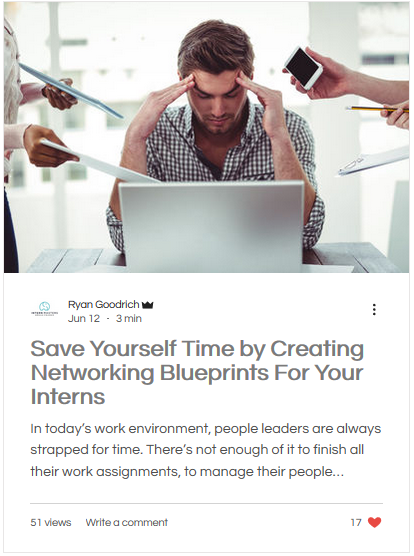 Ryan Goodrich
Jun 12 · 3 min
Save Yourself Time by Creating
Networking Blueprints For Your
Interns
In today's work environment, people leaders are always
strapped for time. There's not enough of it to finish all
their work assignments, to manage their people...
51 views Write a comment 17